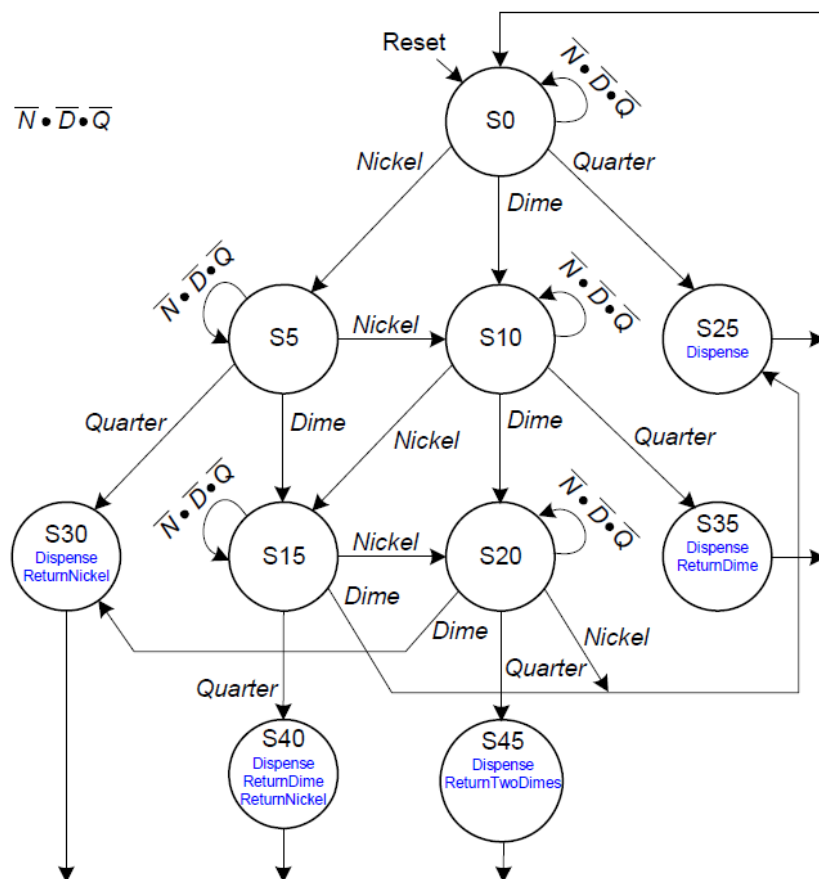 Reset
N̅ • D̅ • Q̅
N̅ • D̅ • Q̅
S0
Nickel
Quarter
Dime
N̅ • D̅ • Q̅
N̅ • D̅ • Q̅
S5
Nickel
S10
S25
Dispense
Quarter
Dime
Nickel
Dime
Quarter
N̅ • D̅ • Q̅
N̅ • D̅ • Q̅
S30
Dispense
ReturnNickel
S15
Nickel
S20
S35
Dispense
ReturnDime
Dime
Dime
Nickel
Quarter
Quarter
S40
Dispense
ReturnDime
ReturnNickel
S45
Dispense
ReturnTwoDimes